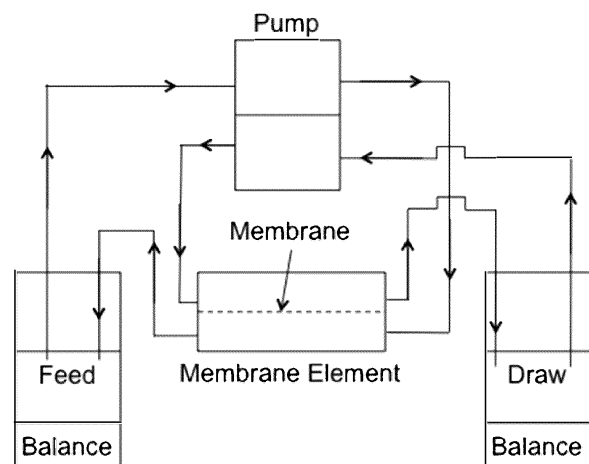 Pump
Membrane
Feed
Membrane Element
Draw
Balance
Balance